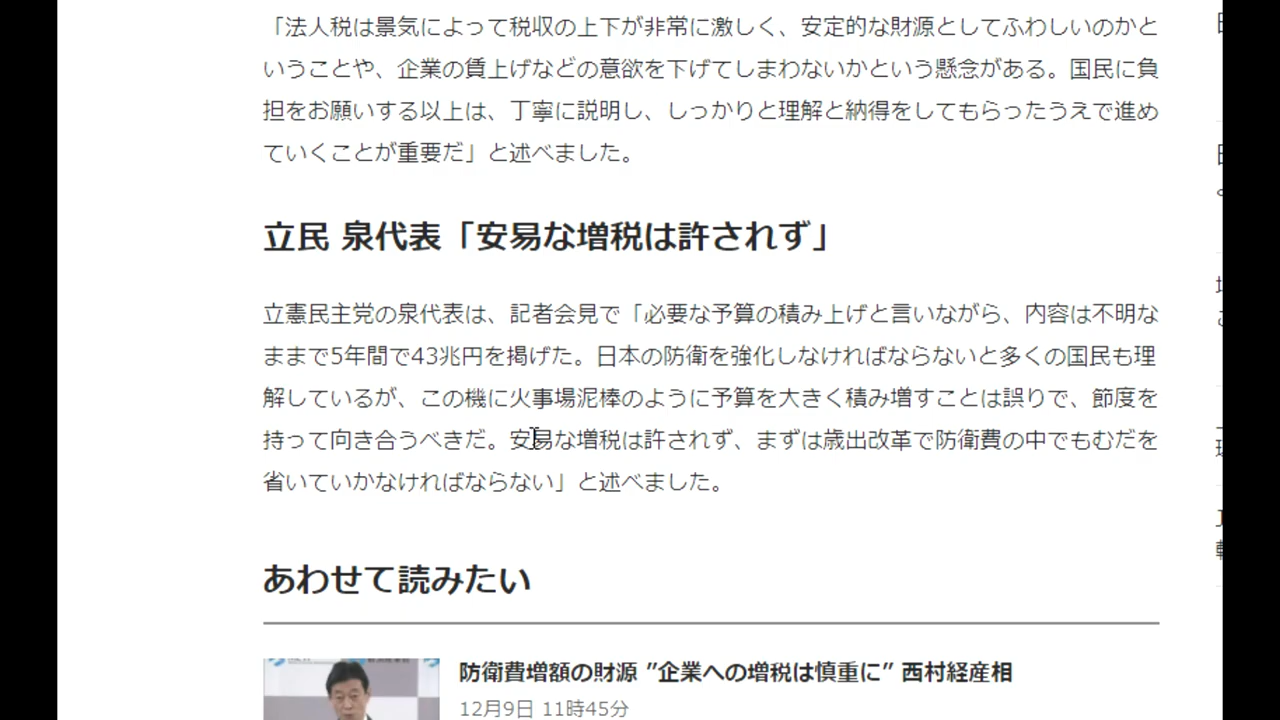 「法人税は景気によって税収の上下が非常に激しく、安定的な財源としてふわしいのかと
いうことや、企業の賃上げなどの意欲を下げてしまわないかという懸念がある。国民に負
担をお願いする以上は、丁寧に説明し、しっかりと理解と納得をしてもらったうえで進め
ていくことが重要だ」と述べました。
立民 泉代表「安易な増税は許されず」
立憲民主党の泉代表は、記者会見で「必要な予算の積み上げと言いながら、内容は不明な
ままで5年間で43兆円を掲げた。日本の防衛を強化しなければならないと多くの国民も理
解しているが、この機に火事場泥棒のように予算を大きく積み増すことは誤りで、節度を
持って向き合うべきだ。安易な増税は許されず、まずは歳出改革で防衛費の中でもむだを
省いていかなければならない」と述べました。
あわせて読みたい
防衛費増額の財源 ”企業への増税は慎重に” 西村経産相
12月9日 11時45分